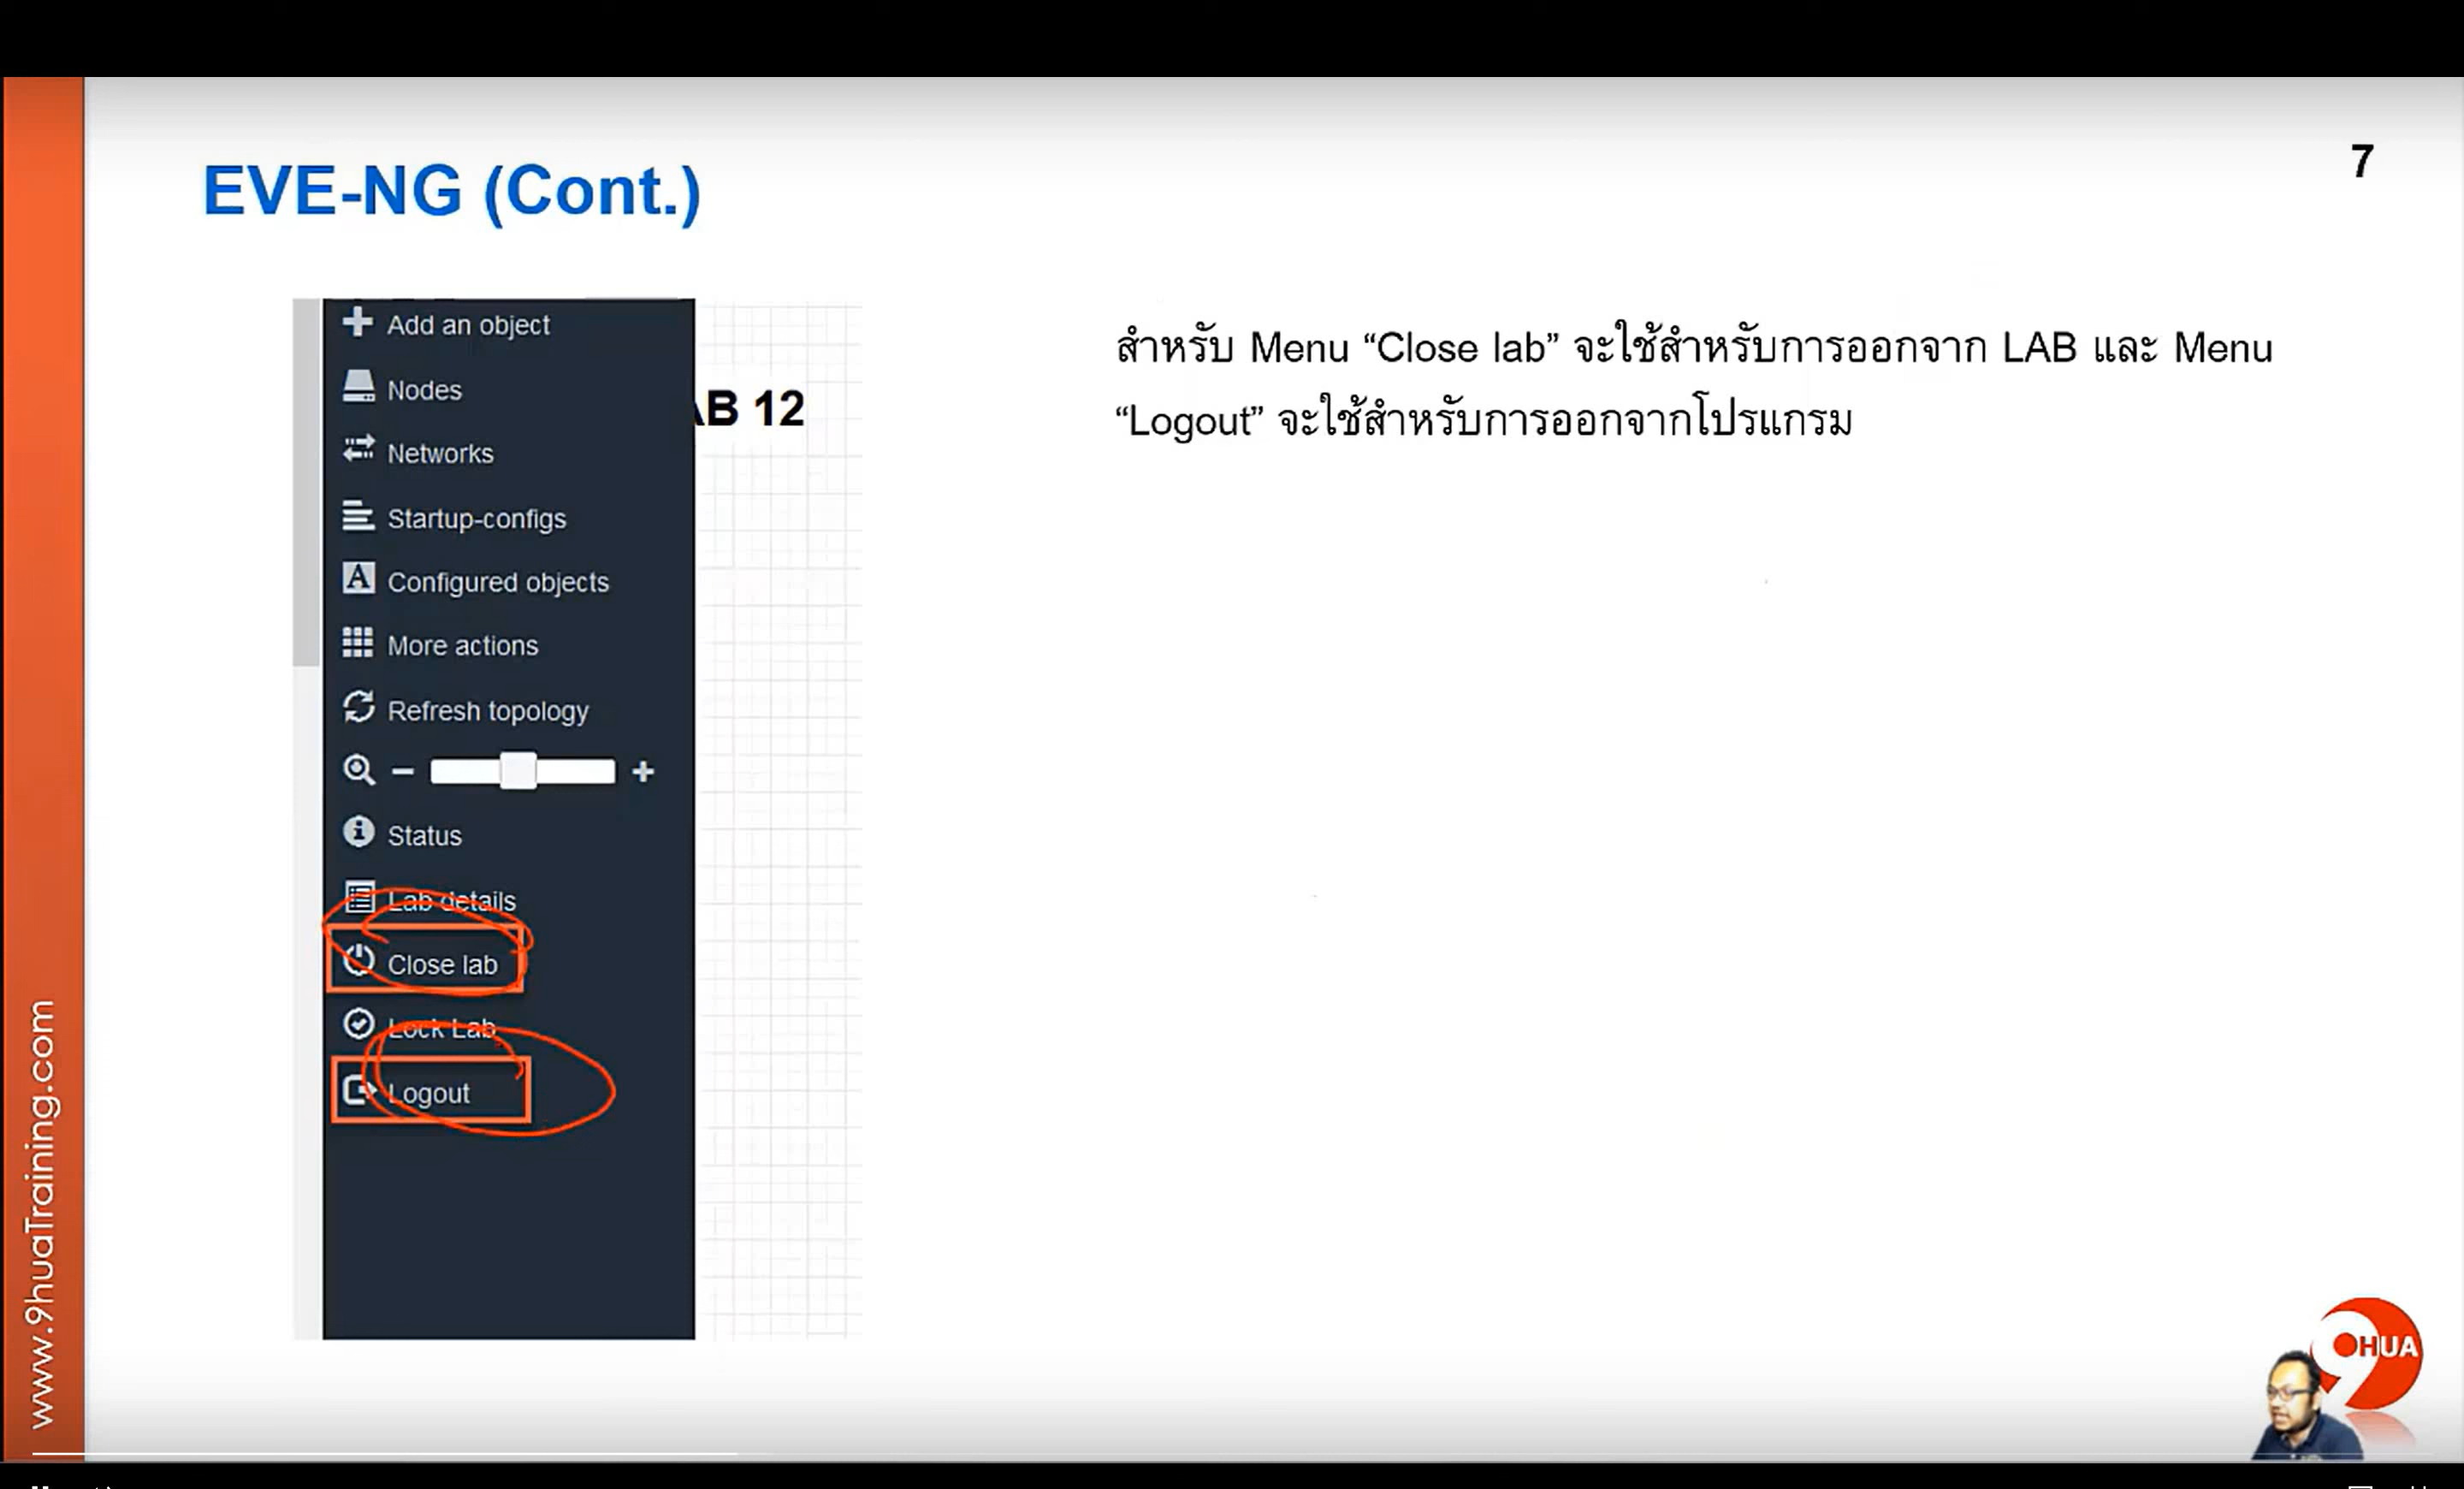 EVE-NG (Cont.)
7
Add an object
Nodes
AB 12
Networks
Startup-configs
Configured objects
More actions
Refresh topology
Status
Lab details
Close lab
Lock Lab
Logout
สำหรับ Menu “Close lab” จะใช้สำหรับการออกจาก LAB และ Menu
“Logout” จะใช้สำหรับการออกจากโปรแกรม
www.9huaTraining.com
9HUA